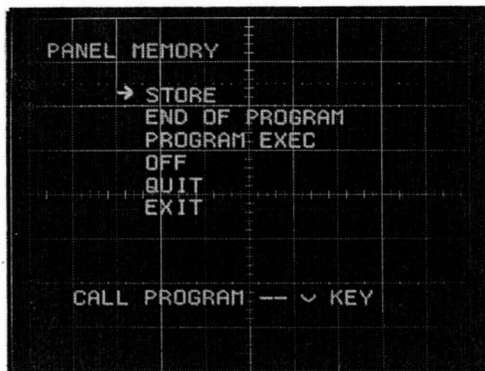 PANEL MEMORY
→ STORE
END OF PROGRAM
PROGRAM EXEC
OFF
QUIT
EXIT
CALL PROGRAM —— ⌵ KEY